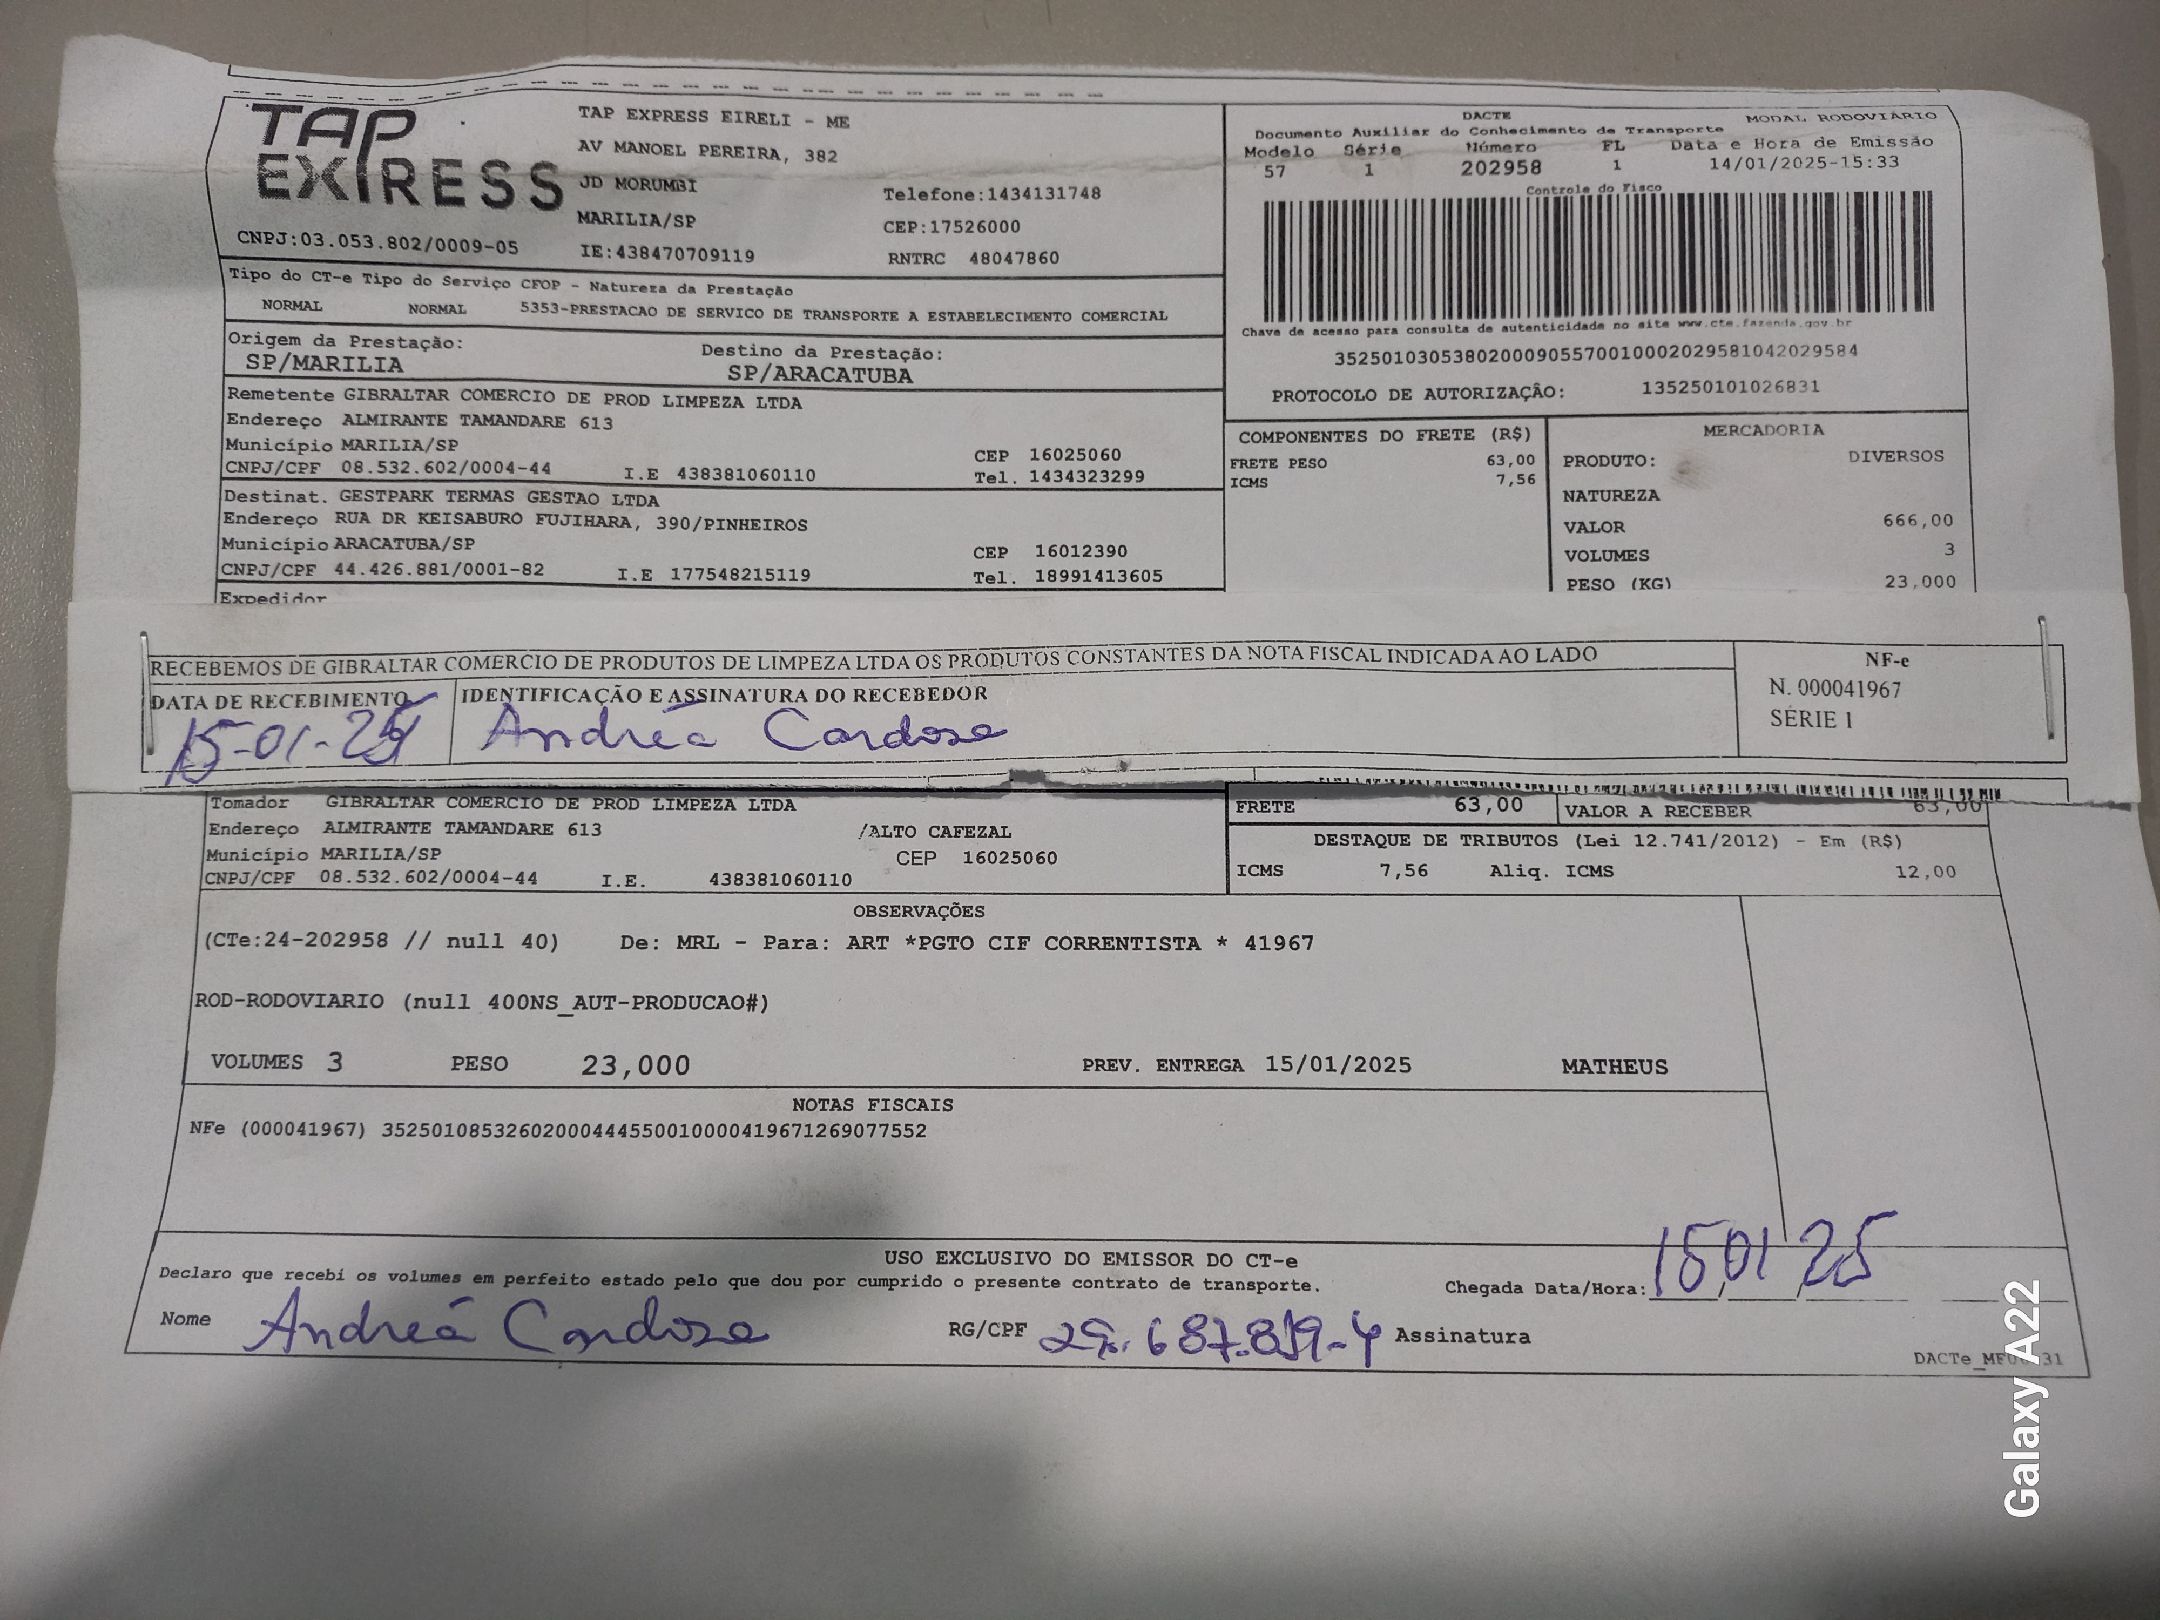 TAP EXPRESS
CNPJ:03.053.802/0009-05
TAP EXPRESS EIRELI - ME
AV MANOEL PEREIRA, 382
JD MORUMBI
Telefone:1434131748
MARILIA/SP
CEP:17526000
IE:438470709119
RNTRC 48047860
DACTE
MODAL RODOVIÁRIO
Documento Auxiliar do Conhecimento de Transporte
Modelo Série Número FL Data e Hora de Emissão
57 1 202958 1 14/01/2025-15:33
Controle do Fisco
Chave de acesso para consulta de autenticidade no site www.cte.fazenda.gov.br
35250103053802000905570010002029581042029584
PROTOCOLO DE AUTORIZAÇÃO: 135250101026831
Tipo do CT-e Tipo do Serviço CFOP - Natureza da Prestação
NORMAL NORMAL 5353-PRESTACAO DE SERVICO DE TRANSPORTE A ESTABELECIMENTO COMERCIAL
Origem da Prestação: Destino da Prestação:
SP/MARILIA SP/ARACATUBA
Remetente GIBRALTAR COMERCIO DE PROD LIMPEZA LTDA
Endereço ALMIRANTE TAMANDARE 613
Município MARILIA/SP CEP 16025060
CNPJ/CPF 08.532.602/0004-44 I.E 438381060110 Tel. 1434323299
Destinat. GESTPARK TERMAS GESTAO LTDA
Endereço RUA DR KEISABURO FUJIHARA, 390/PINHEIROS
Município ARACATUBA/SP CEP 16012390
CNPJ/CPF 44.426.881/0001-82 I.E 177548215119 Tel. 18991413605
Expedidor
COMPONENTES DO FRETE (R$)
FRETE PESO 63,00
ICMS 7,56
MERCADORIA
PRODUTO: DIVERSOS
NATUREZA
VALOR 666,00
VOLUMES 3
PESO (KG) 23,000
RECEBEMOS DE GIBRALTAR COMERCIO DE PRODUTOS DE LIMPEZA LTDA OS PRODUTOS CONSTANTES DA NOTA FISCAL INDICADA AO LADO
DATA DE RECEBIMENTO IDENTIFICAÇÃO E ASSINATURA DO RECEBEDOR
15-01-25 Andréa Cardoso
NF-e
N. 000041967
SÉRIE 1
Tomador GIBRALTAR COMERCIO DE PROD LIMPEZA LTDA
Endereço ALMIRANTE TAMANDARE 613 /ALTO CAFEZAL
Município MARILIA/SP CEP 16025060
CNPJ/CPF 08.532.602/0004-44 I.E. 438381060110
FRETE 63,00 VALOR A RECEBER 63,00
DESTAQUE DE TRIBUTOS (Lei 12.741/2012) - Em (R$)
ICMS 7,56 Aliq. ICMS 12,00
OBSERVAÇÕES
(CTe:24-202958 // null 40) De: MRL - Para: ART *PGTO CIF CORRENTISTA * 41967
ROD-RODOVIARIO (null 400NS_AUT-PRODUCAO#)
VOLUMES 3 PESO 23,000 PREV. ENTREGA 15/01/2025 MATHEUS
NOTAS FISCAIS
NFe (000041967) 35250108532602000444550010000419671269077552
USO EXCLUSIVO DO EMISSOR DO CT-e
Declaro que recebi os volumes em perfeito estado pelo que dou por cumprido o presente contrato de transporte.
Chegada Data/Hora: 15/01/25
Nome Andréa Cardoso RG/CPF 29.687.819-4 Assinatura
Galaxy A22